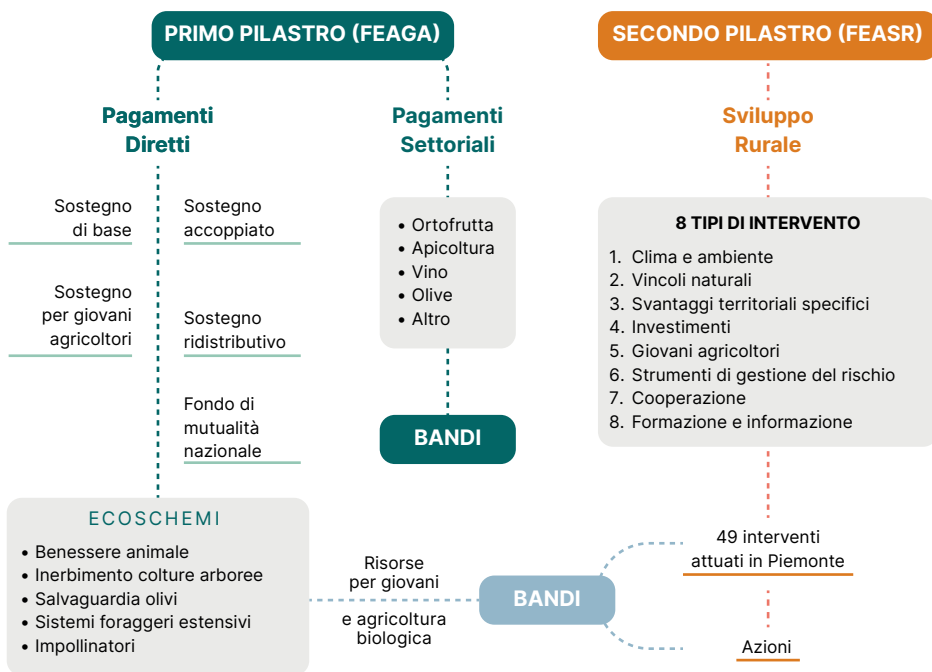 PRIMO PILASTRO (FEAGA)
Pagamenti
Diretti
Sostegno
di base
Sostegno
accoppiato
Sostegno
per giovani
agricoltori
Sostegno
ridistributivo
Fondo di
mutualità
nazionale
ECOSCHEMI
• Benessere animale
• Inerbimento colture arboree
• Salvaguardia olivi
• Sistemi foraggeri estensivi
• Impollinatori
Pagamenti
Settoriali
• Ortofrutta
• Apicoltura
• Vino
• Olive
• Altro
BANDI
SECONDO PILASTRO (FEASR)
Sviluppo
Rurale
8 TIPI DI INTERVENTO
1. Clima e ambiente
2. Vincoli naturali
3. Svantaggi territoriali specifici
4. Investimenti
5. Giovani agricoltori
6. Strumenti di gestione del rischio
7. Cooperazione
8. Formazione e informazione
Risorse
per giovani
e agricoltura
biologica
BANDI
49 interventi
attuati in Piemonte
Azioni